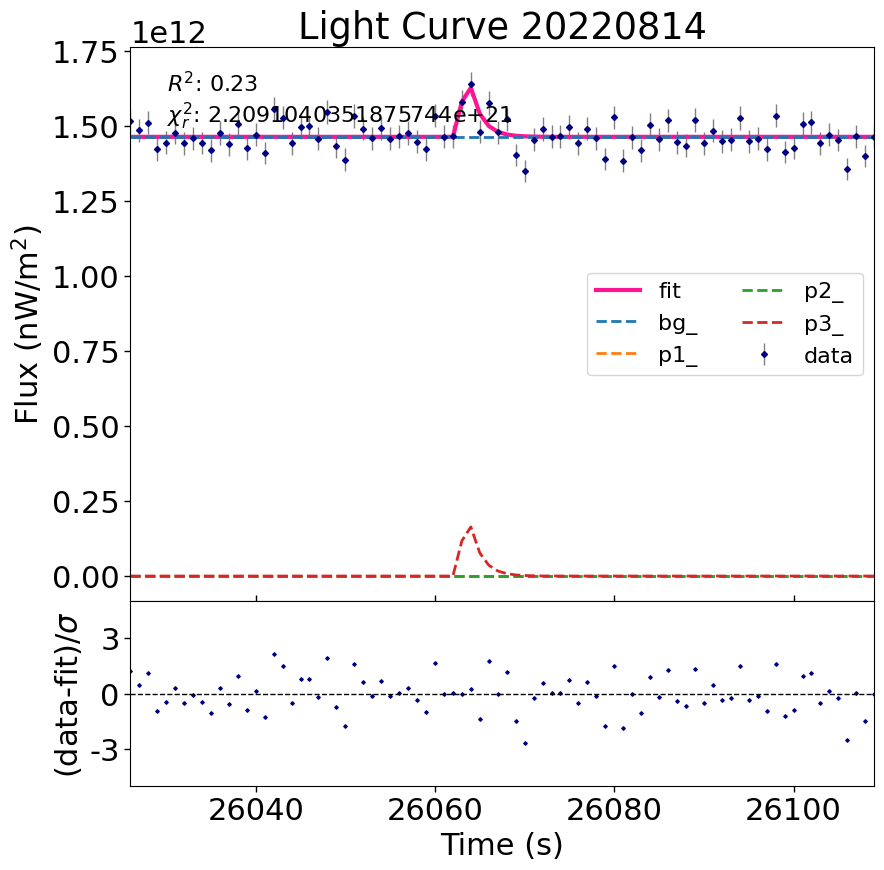 Light Curve 20220814
1e12
R²: 0.23
χ²ᵣ: 2.2091040351875744e+21
1.75
1.50
1.25
1.00
0.75
0.50
0.25
0.00
Flux (nW/m²)
fit
bg_
p1_
p2_
p3_
data
3
0
-3
(data-fit)/σ
26040
26060
26080
26100
Time (s)